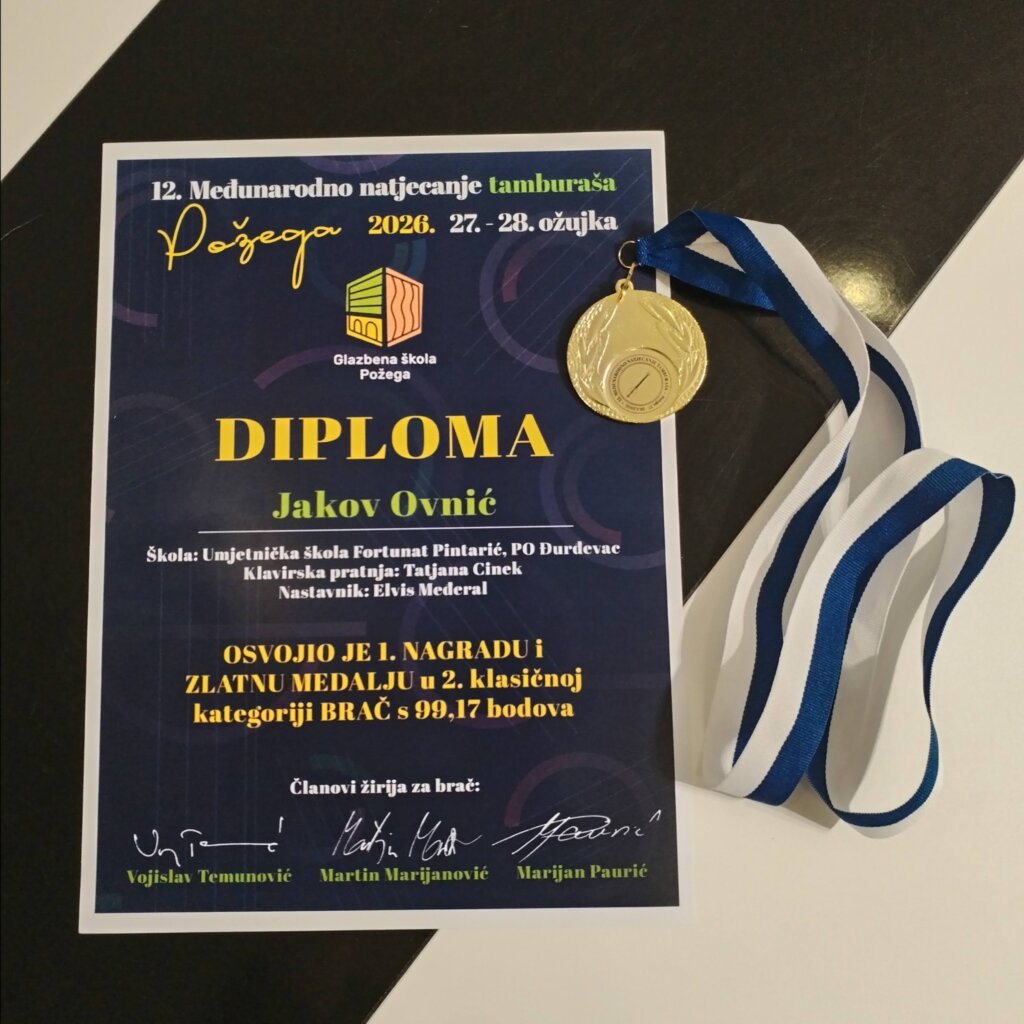 12. Međunarodno natjecanje tamburaša
Požega 2026. 27. - 28. ožujka
Glazbena škola
Požega
DIPLOMA
Jakov Ovnić
Škola: Umjetnička škola Fortunat Pintarić, PO Đurđevac
Klavirska pratnja: Tatjana Cinek
Nastavnik: Elvis Mederal
OSVOJIO JE 1. NAGRADU i
ZLATNU MEDALJU u 2. klasičnoj
kategoriji BRAČ s 99,17 bodova
Članovi žirija za brač:
Vojislav Temunović Martin Marijanović Marijan Paurić